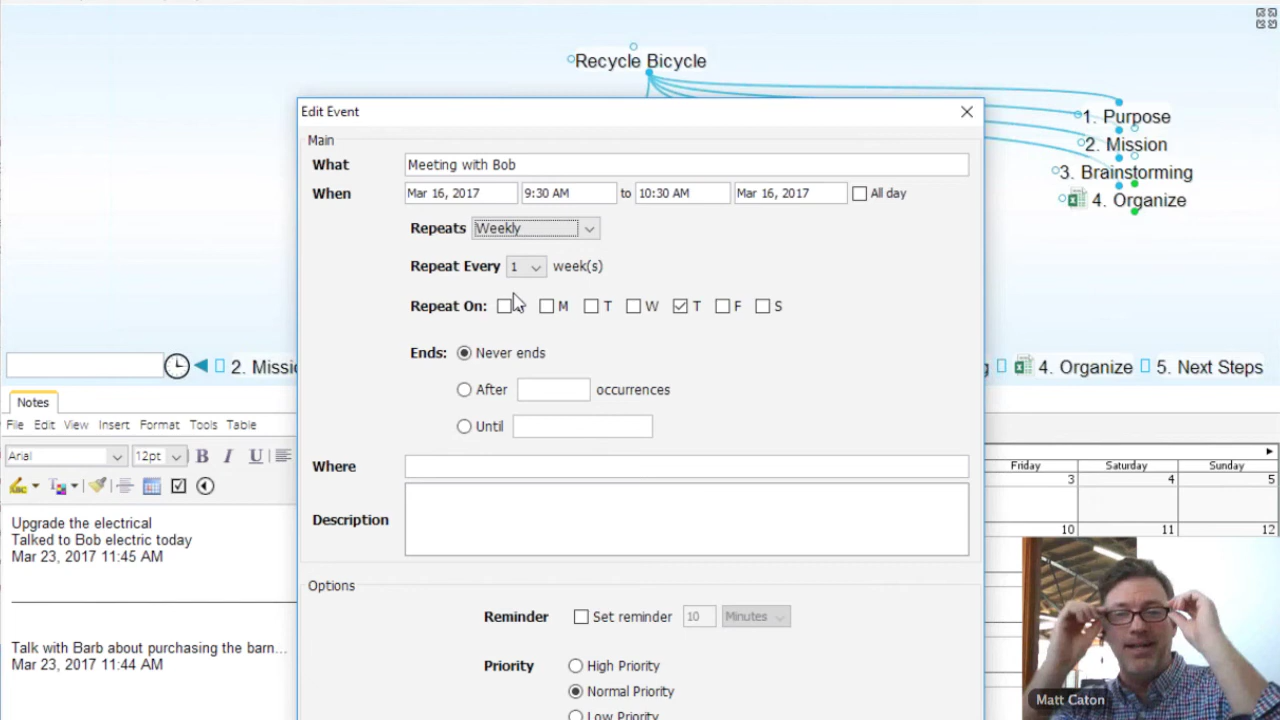 Recycle Bicycle
1. Purpose
2. Mission
3. Brainstorming
4. Organize
Edit Event
Main
What Meeting with Bob
When Mar 16, 2017 9:30 AM to 10:30 AM Mar 16, 2017 All day
Repeats Weekly
Repeat Every 1 week(s)
Repeat On: M T W T F S
Ends: Never ends
After occurrences
Until
Where
Description
Options
Reminder Set reminder 10 Minutes
Priority High Priority
Normal Priority
Low Priority
2. Missio
g 4. Organize 5. Next Steps
Notes
File Edit View Insert Format Tools Table
Arial 12pt B I U
Upgrade the electrical
Talked to Bob electric today
Mar 23, 2017 11:45 AM
Talk with Barb about purchasing the barn...
Mar 23, 2017 11:44 AM
Friday Saturday Sunday
3 4 5
10 11 12
Matt Caton